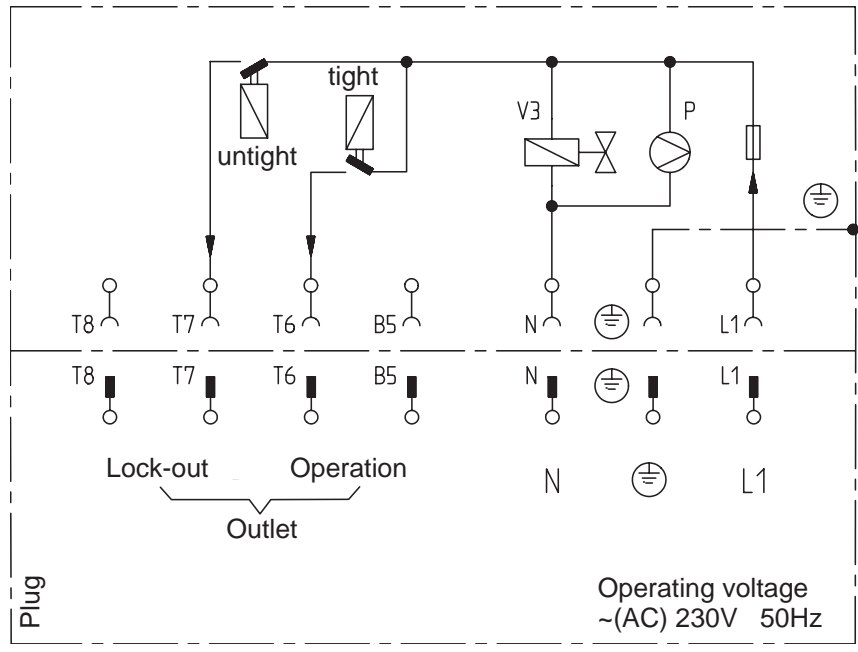 tight
V3 P
untight
T8 T7 T6 B5 N L1
T8 T7 T6 B5 N L1
Lock-out Operation N L1
Outlet
Plug
Operating voltage
~(AC) 230V 50Hz